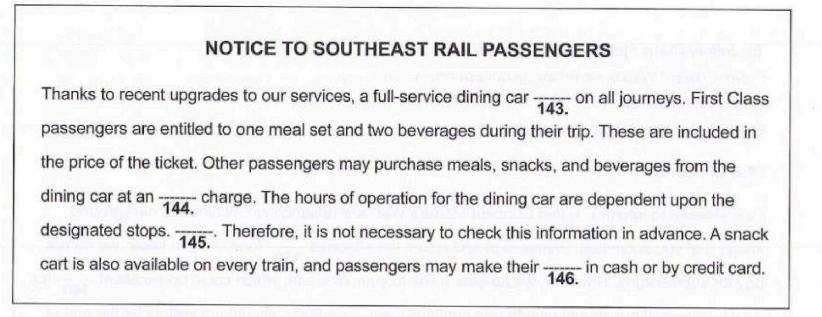 NOTICE TO SOUTHEAST RAIL PASSENGERS
Thanks to recent upgrades to our services, a full-service dining car ------- on all journeys. First Class
143.
passengers are entitled to one meal set and two beverages during their trip. These are included in
the price of the ticket. Other passengers may purchase meals, snacks, and beverages from the
dining car at an ------- charge. The hours of operation for the dining car are dependent upon the
144.
designated stops. -------. Therefore, it is not necessary to check this information in advance. A snack
145.
cart is also available on every train, and passengers may make their ------- in cash or by credit card.
146.